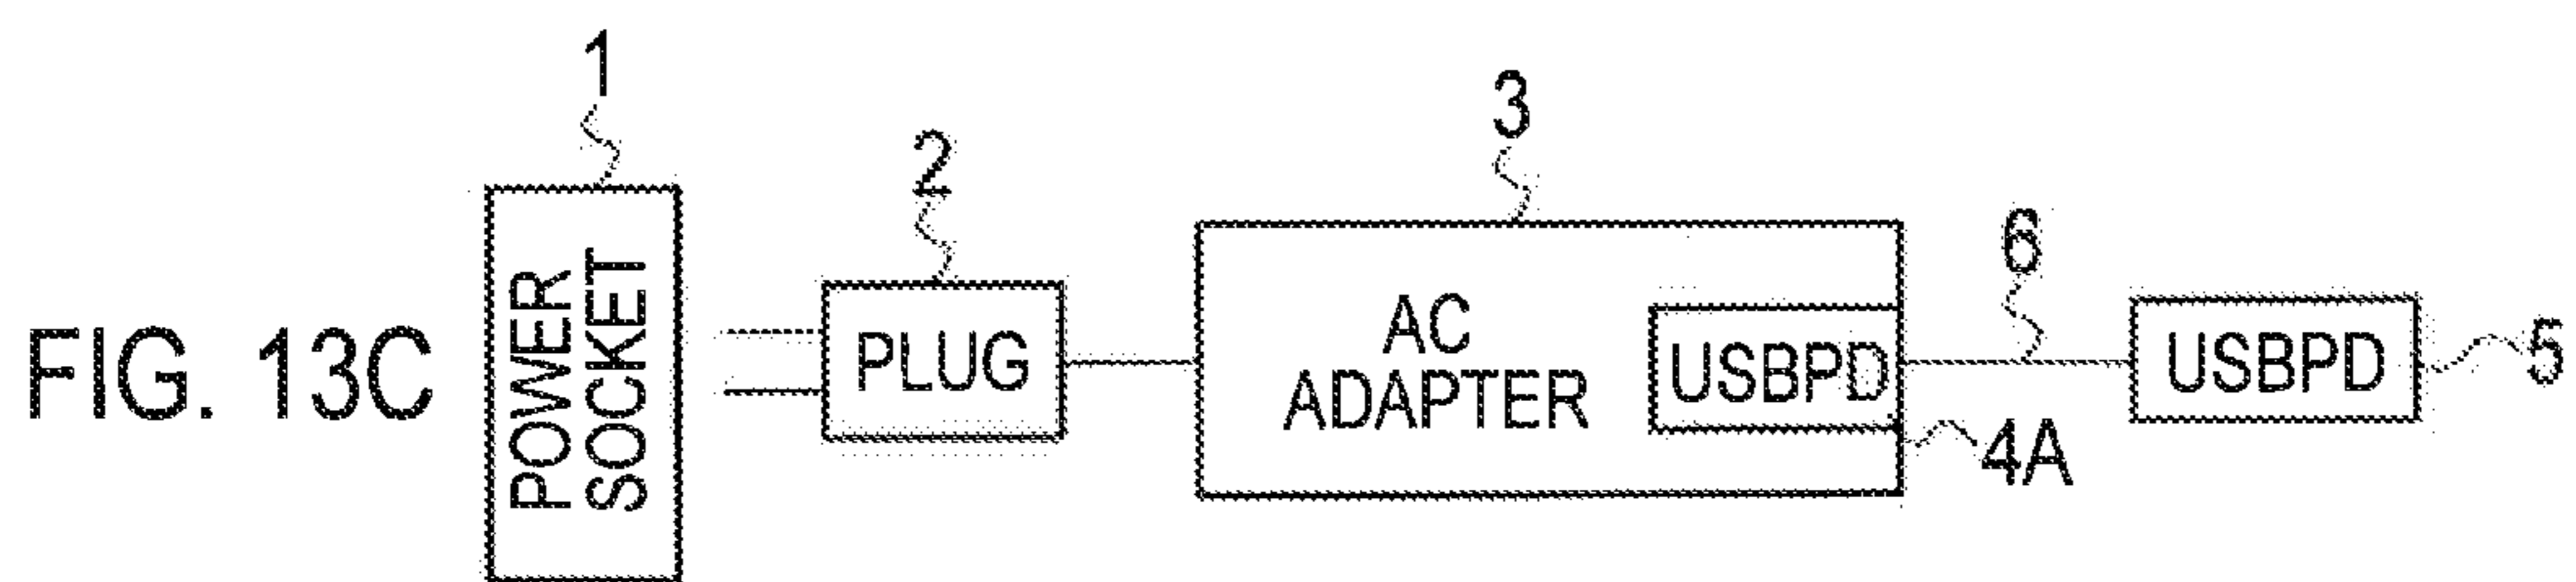 FIG. 13C
1
POWER
SOCKET
2
PLUG
3
AC
ADAPTER
USBPD
4A
6
USBPD
5